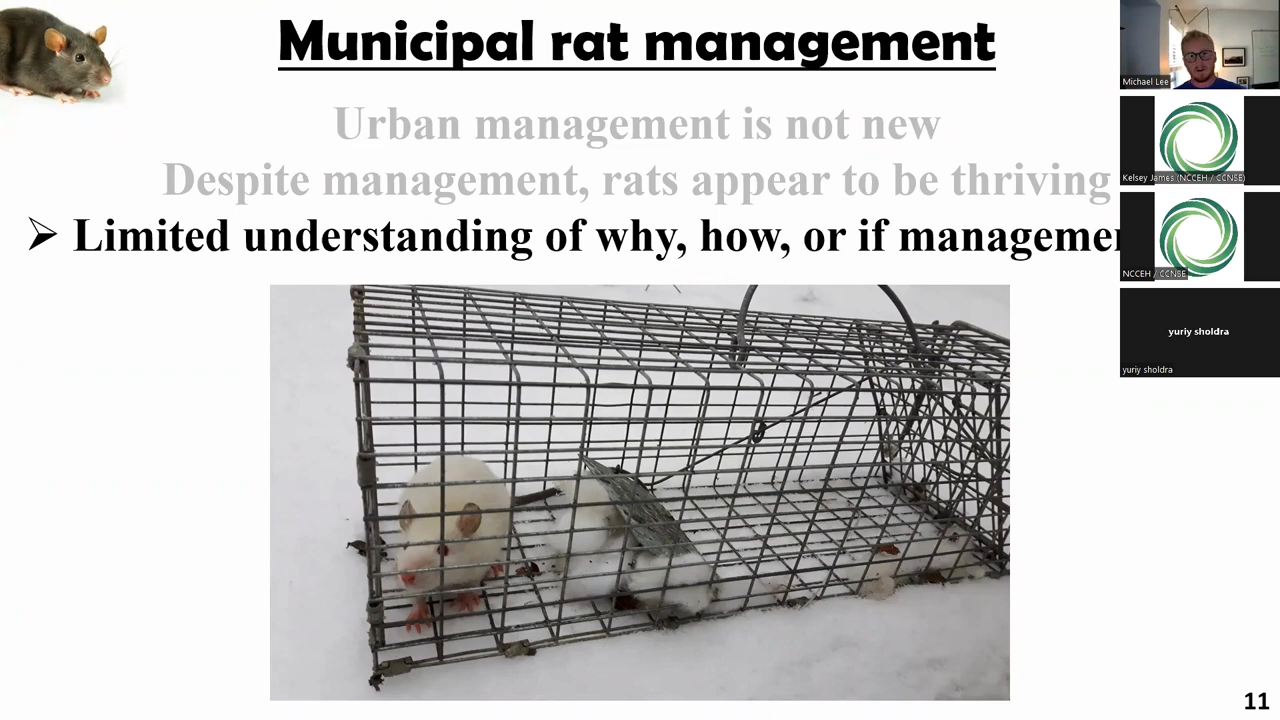 Municipal rat management
Urban management is not new
Despite management, rats appear to be thriving
➢ Limited understanding of why, how, or if managemen
11
Michael Lee
Kelsey James (NCCEH / CCNSE)
NCCEH / CCNSE
yuriy sholdra
yuriy sholdra